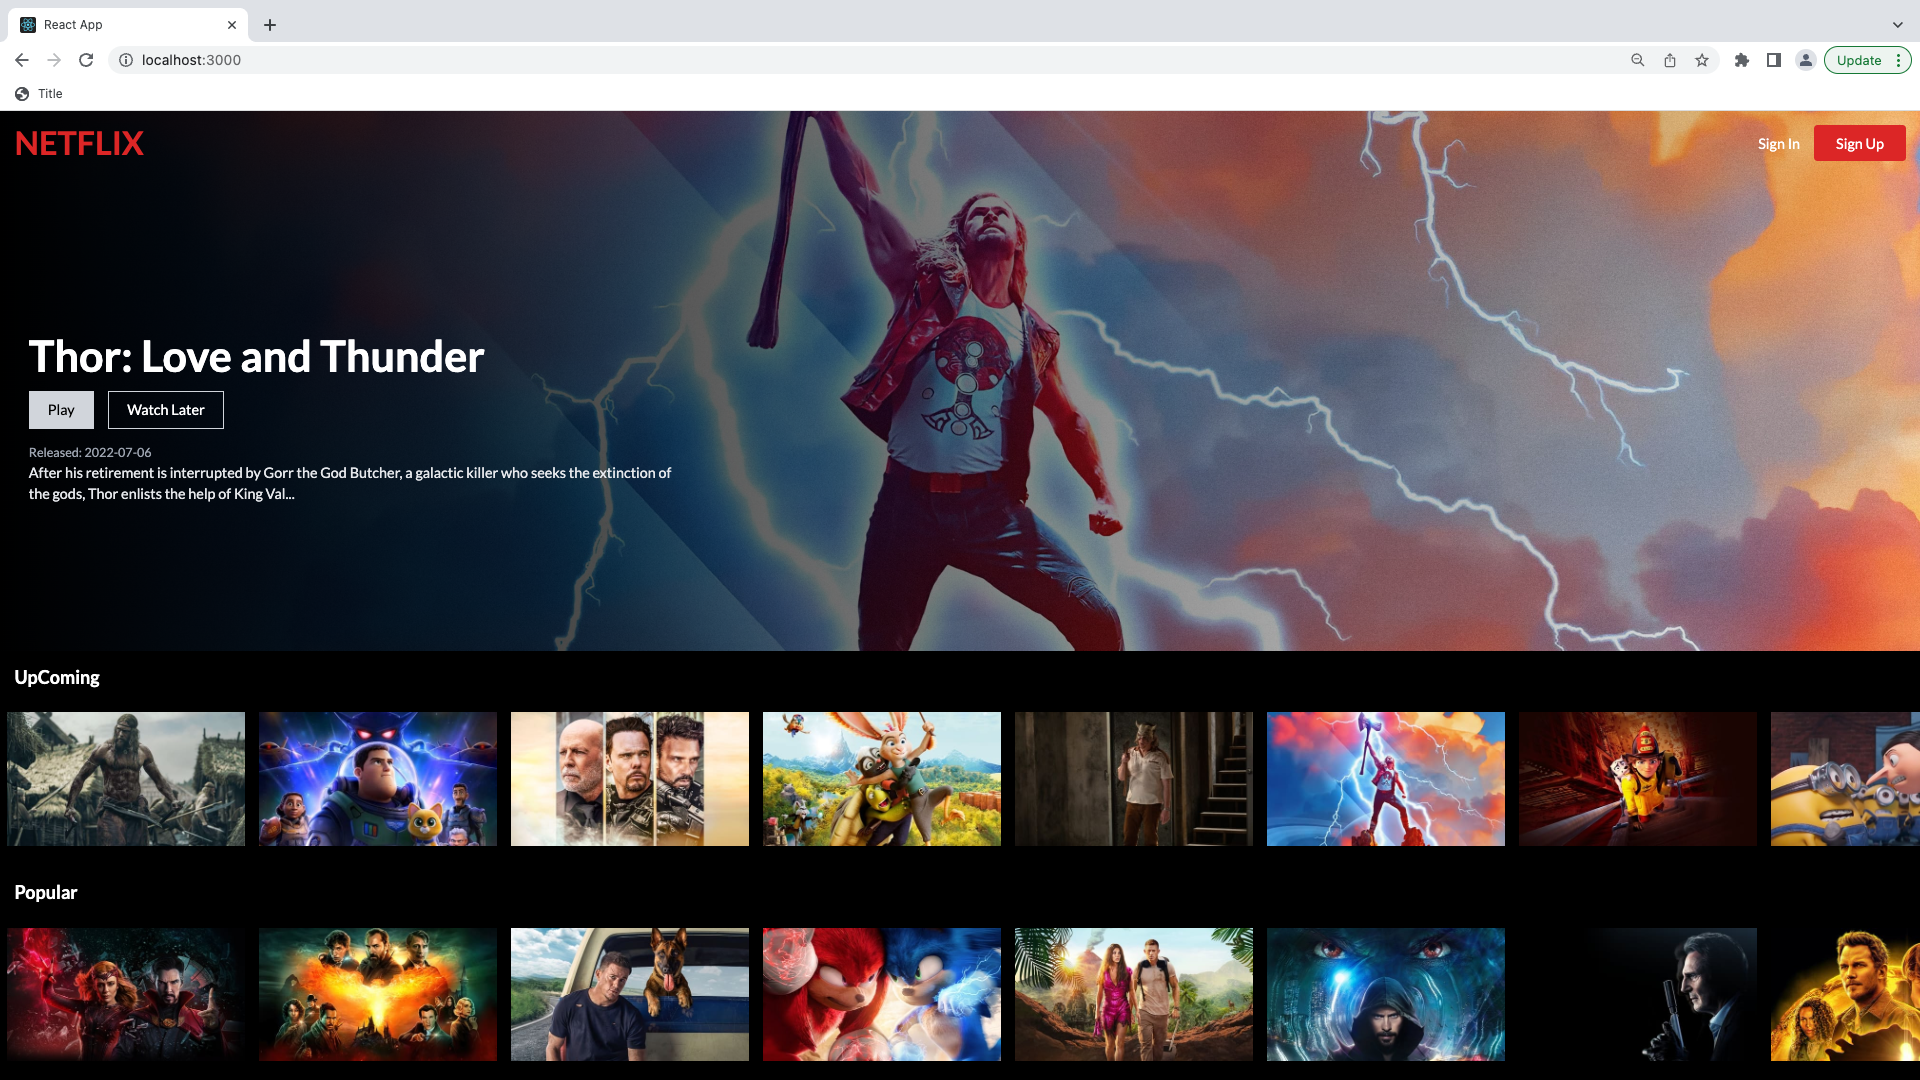 React App
localhost:3000
Update
Title
NETFLIX
Sign In
Sign Up
Thor: Love and Thunder
Play
Watch Later
Released: 2022-07-06
After his retirement is interrupted by Gorr the God Butcher, a galactic killer who seeks the extinction of
the gods, Thor enlists the help of King Val...
UpComing
Popular